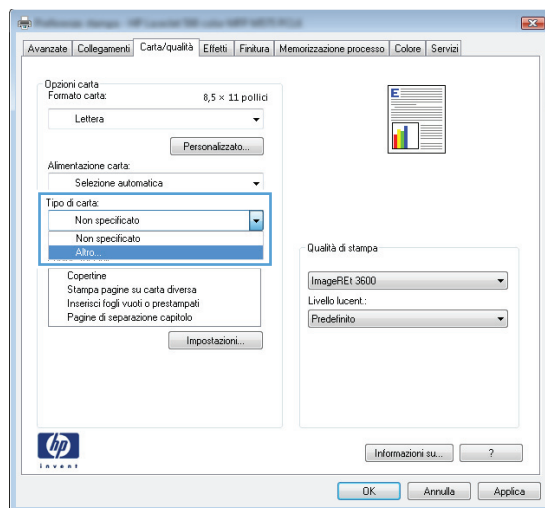 Avanzate Collegamenti Carta/qualità Effetti Finitura Memorizzazione processo Colore Servizi
Opzioni carta
Formato carta: 8,5 × 11 pollici
Lettera
Personalizzato...
Alimentazione carta:
Selezione automatica
Tipo di carta:
Non specificato
Non specificato
Altro...
Copertine
Stampa pagine su carta diversa
Inserisci fogli vuoti o prestampati
Pagine di separazione capitolo
Impostazioni...
E
Qualità di stampa
ImageREt 3600
Livello lucent.:
Predefinito
hp
invent
Informazioni su... ?
OK Annulla Applica